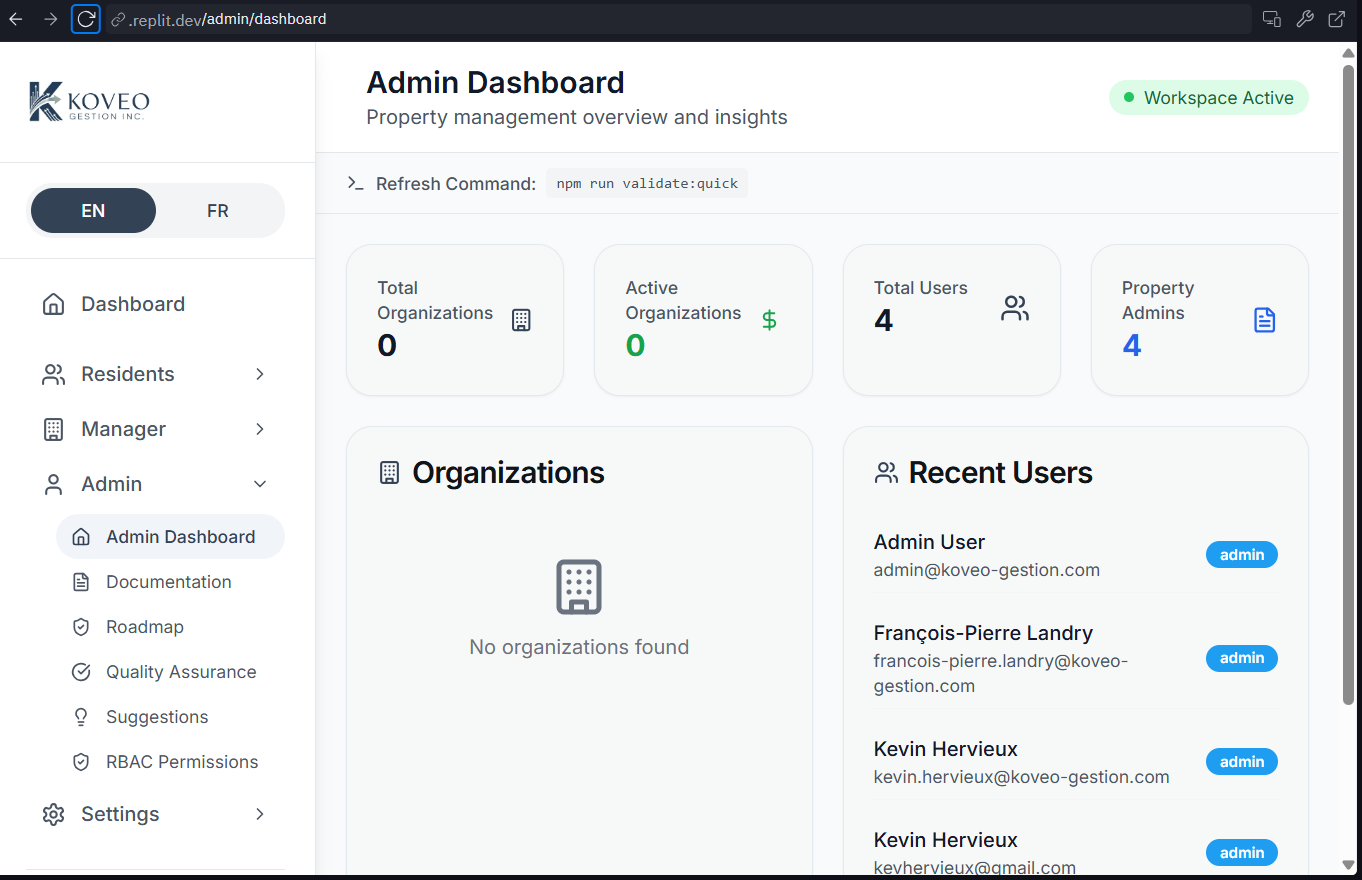 .replit.dev/admin/dashboard
KOVEO
GESTION INC.
EN
FR
Dashboard
Residents
Manager
Admin
Admin Dashboard
Documentation
Roadmap
Quality Assurance
Suggestions
RBAC Permissions
Settings
Admin Dashboard
Property management overview and insights
Workspace Active
Refresh Command: npm run validate:quick
Total
Organizations
0
Active
Organizations
$
0
Total Users
4
Property
Admins
4
Organizations
No organizations found
Recent Users
Admin User
admin@koveo-gestion.com
admin
François-Pierre Landry
francois-pierre.landry@koveo-
gestion.com
admin
Kevin Hervieux
kevin.hervieux@koveo-gestion.com
admin
Kevin Hervieux
kevhervieux@gmail.com
admin